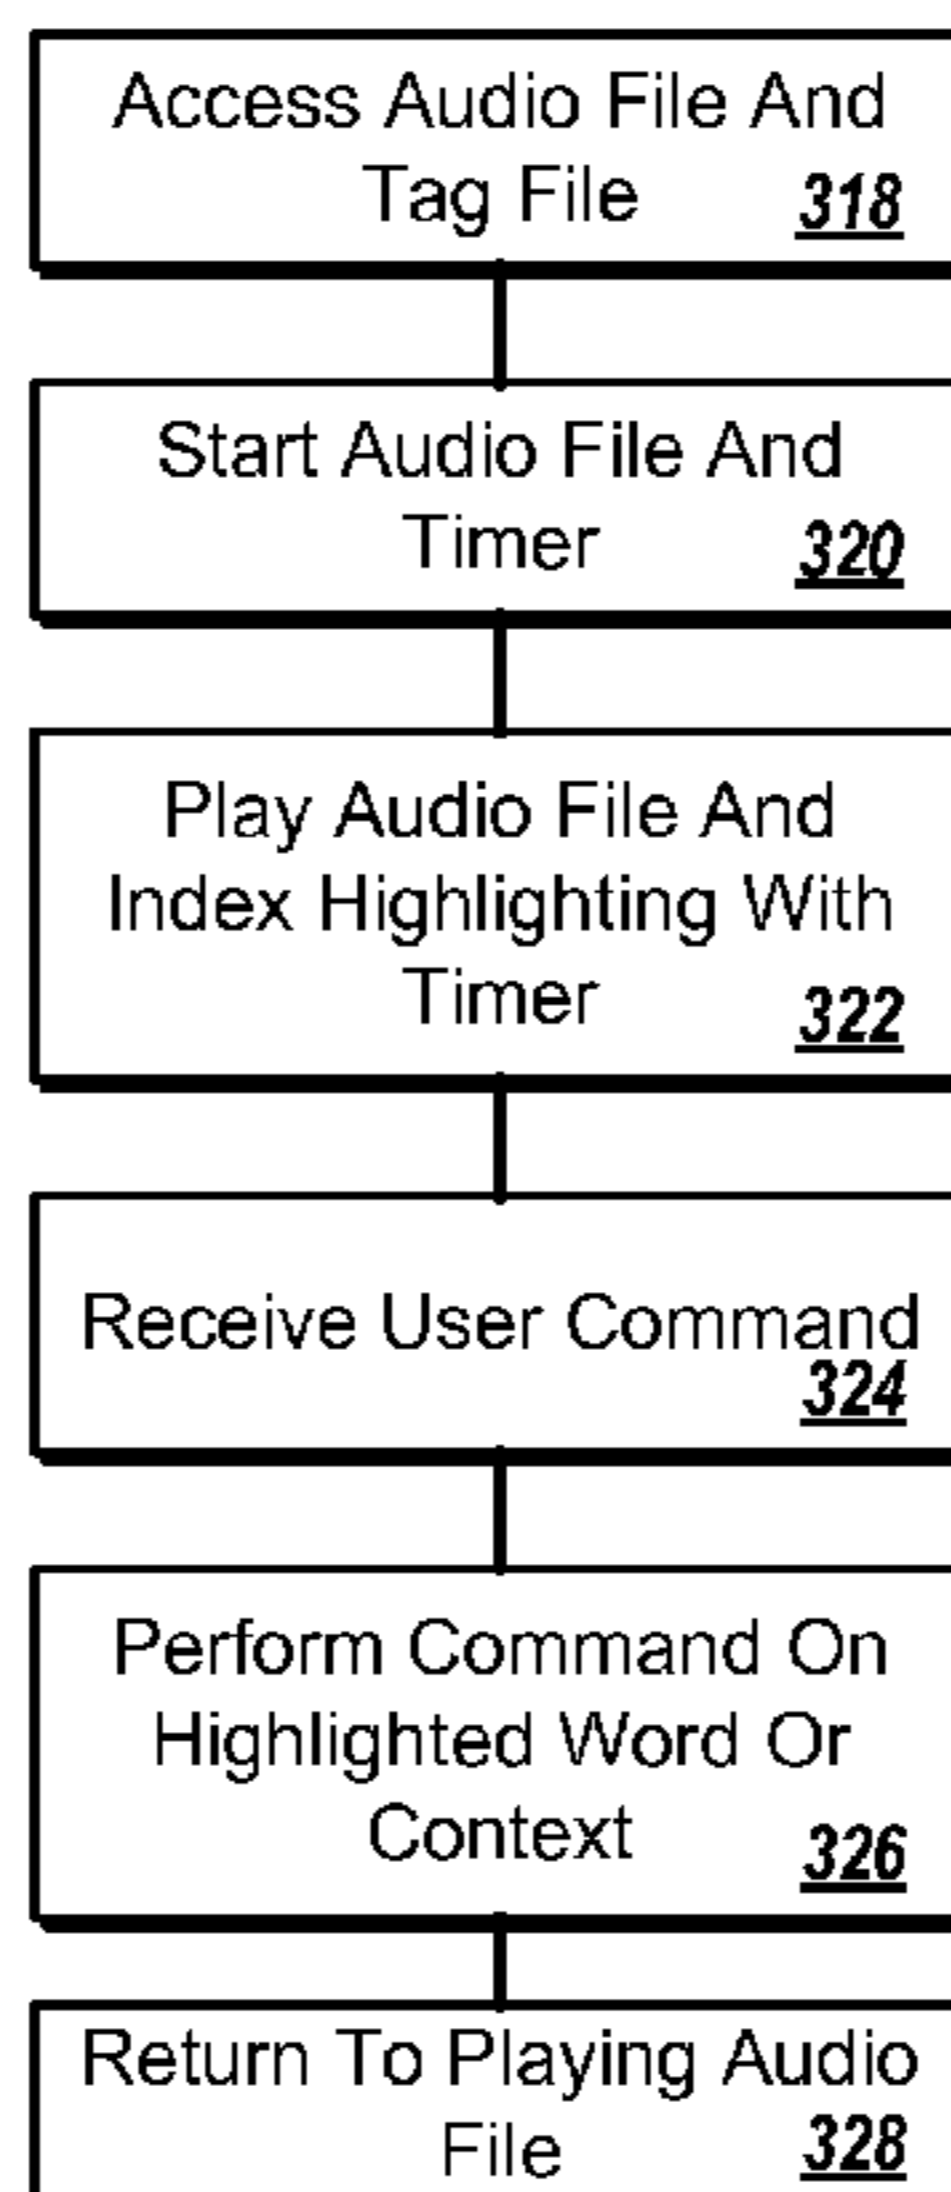 Access Audio File And
Tag File 318
Start Audio File And
Timer 320
Play Audio File And
Index Highlighting With
Timer 322
Receive User Command
324
Perform Command On
Highlighted Word Or
Context 326
Return To Playing Audio
File 328